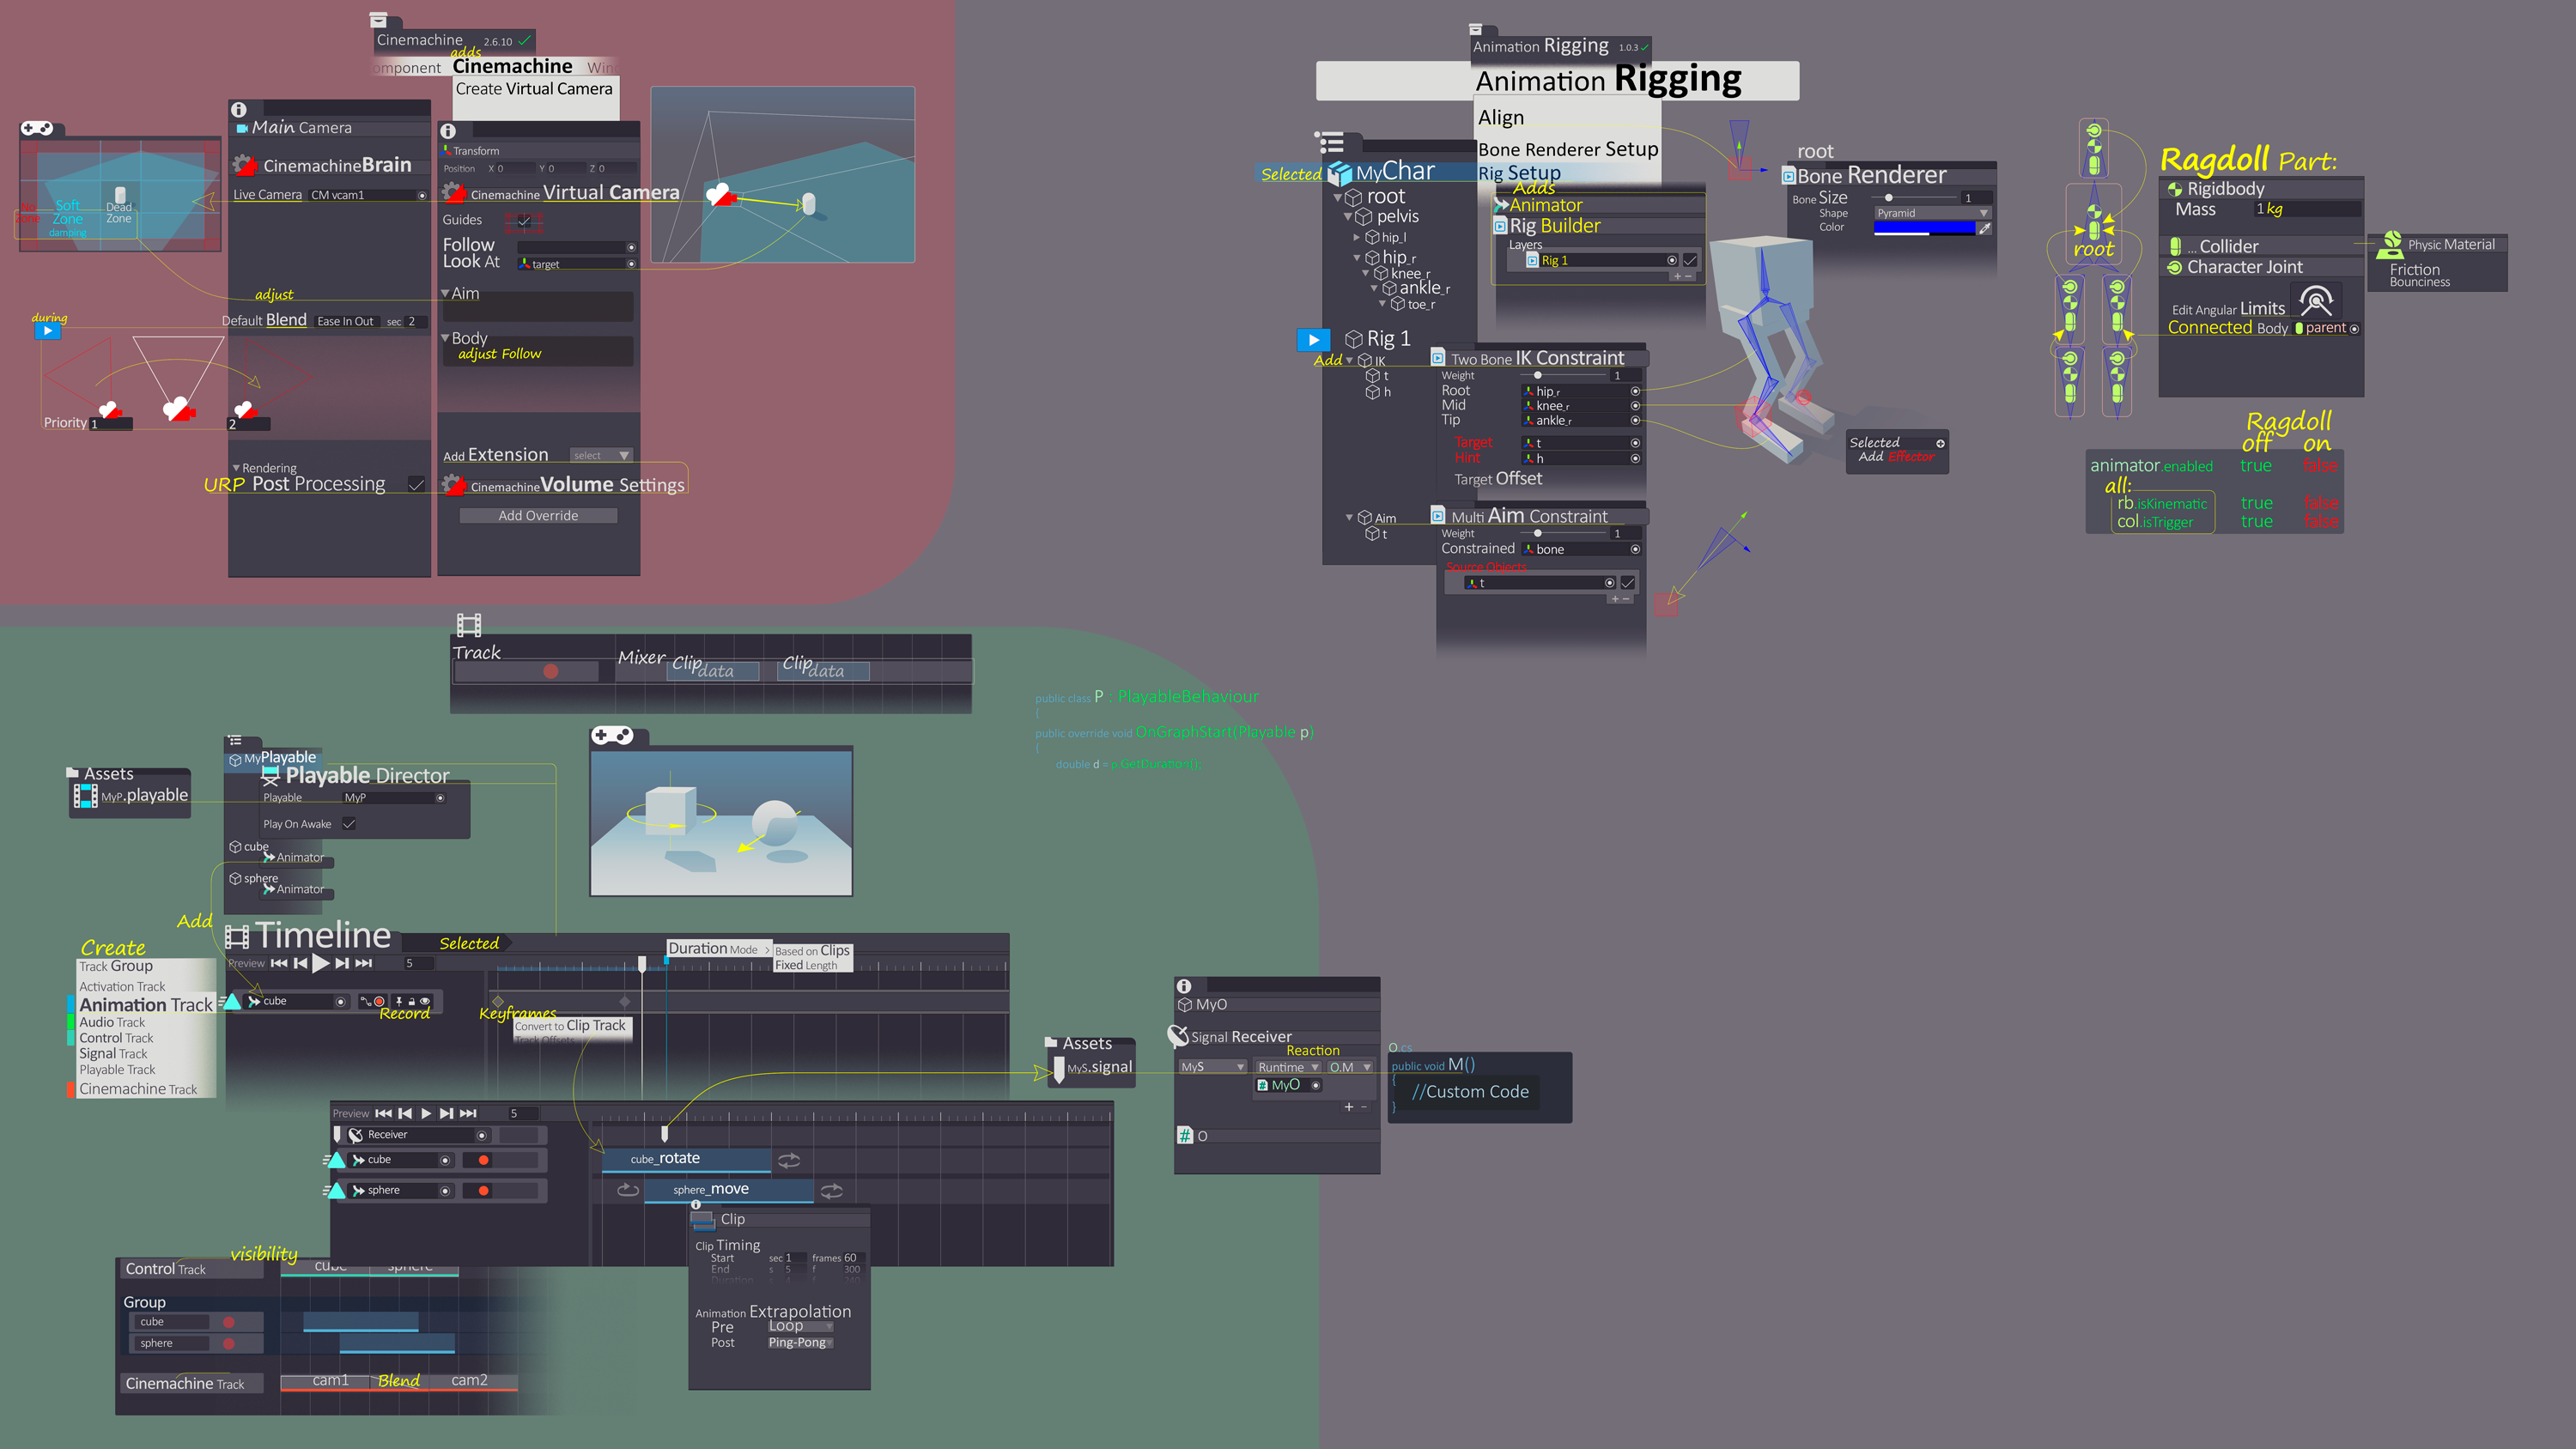 Cinemachine 2.6.10
adds
omponent Cinemachine Win
Create Virtual Camera
Main Camera
CinemachineBrain
Live Camera CM vcam1
Soft Zone
damping
Dead Zone
adjust
during
Default Blend Ease In Out sec 2
Priority 1
2
Rendering
URP Post Processing
Transform
Position X 0 Y 0 Z 0
Cinemachine Virtual Camera
Guides
Follow
Look At target
Aim
Body
adjust Follow
Add Extension select
Cinemachine Volume Settings
Add Override
Animation Rigging 1.0.3
Animation Rigging
Align
Bone Renderer Setup
Rig Setup
Selected MyChar
root
pelvis
hip_l
hip_r
knee_r
ankle_r
toe_r
Rig 1
Add IK
t
h
Aim
t
Adds
Animator
Rig Builder
Layers
Rig 1
+ -
Two Bone IK Constraint
Weight 1
Root hip_r
Mid knee_r
Tip ankle_r
Target t
Hint h
Target Offset
Multi Aim Constraint
Weight 1
Constrained bone
Source Objects
t
+ -
root
Bone Renderer
Bone Size 1
Shape Pyramid
Color
Selected
Add Effector
root
Ragdoll Part:
Rigidbody
Mass 1 kg
... Collider
Character Joint
Edit Angular Limits
Connected Body parent
Physic Material
Friction
Bounciness
Ragdoll
off on
animator.enabled true false
all:
rb.isKinematic true false
col.isTrigger true false
Track
Mixer
Clip data
Clip data
public class P : PlayableBehaviour
{
public override void OnGraphStart(Playable p)
{
double d = p.GetDuration();
Assets
MyP.playable
MyPlayable
Playable Director
Playable MyP
Play On Awake
cube
Animator
sphere
Animator
Add
Timeline
Selected
Create
Track Group
Activation Track
Animation Track
Audio Track
Control Track
Signal Track
Playable Track
Cinemachine Track
Preview 5
cube
Record
Keyframes
Duration Mode >
Based on Clips
Fixed Length
Convert to Clip Track
Track Offsets
Preview 5
Receiver
cube
sphere
cube_rotate
sphere_move
Clip
Clip Timing
Start sec 1 frames 60
End s 5 f 300
Duration s 4 f 240
Animation Extrapolation
Pre Loop
Post Ping-Pong
Assets
MyS.signal
MyO
Signal Receiver
Reaction
MyS Runtime O.M
MyO
+ -
O
O.cs
public void M()
{
//Custom Code
}
visibility
Control Track cube sphere
Group
cube
sphere
Cinemachine Track cam1 Blend cam2